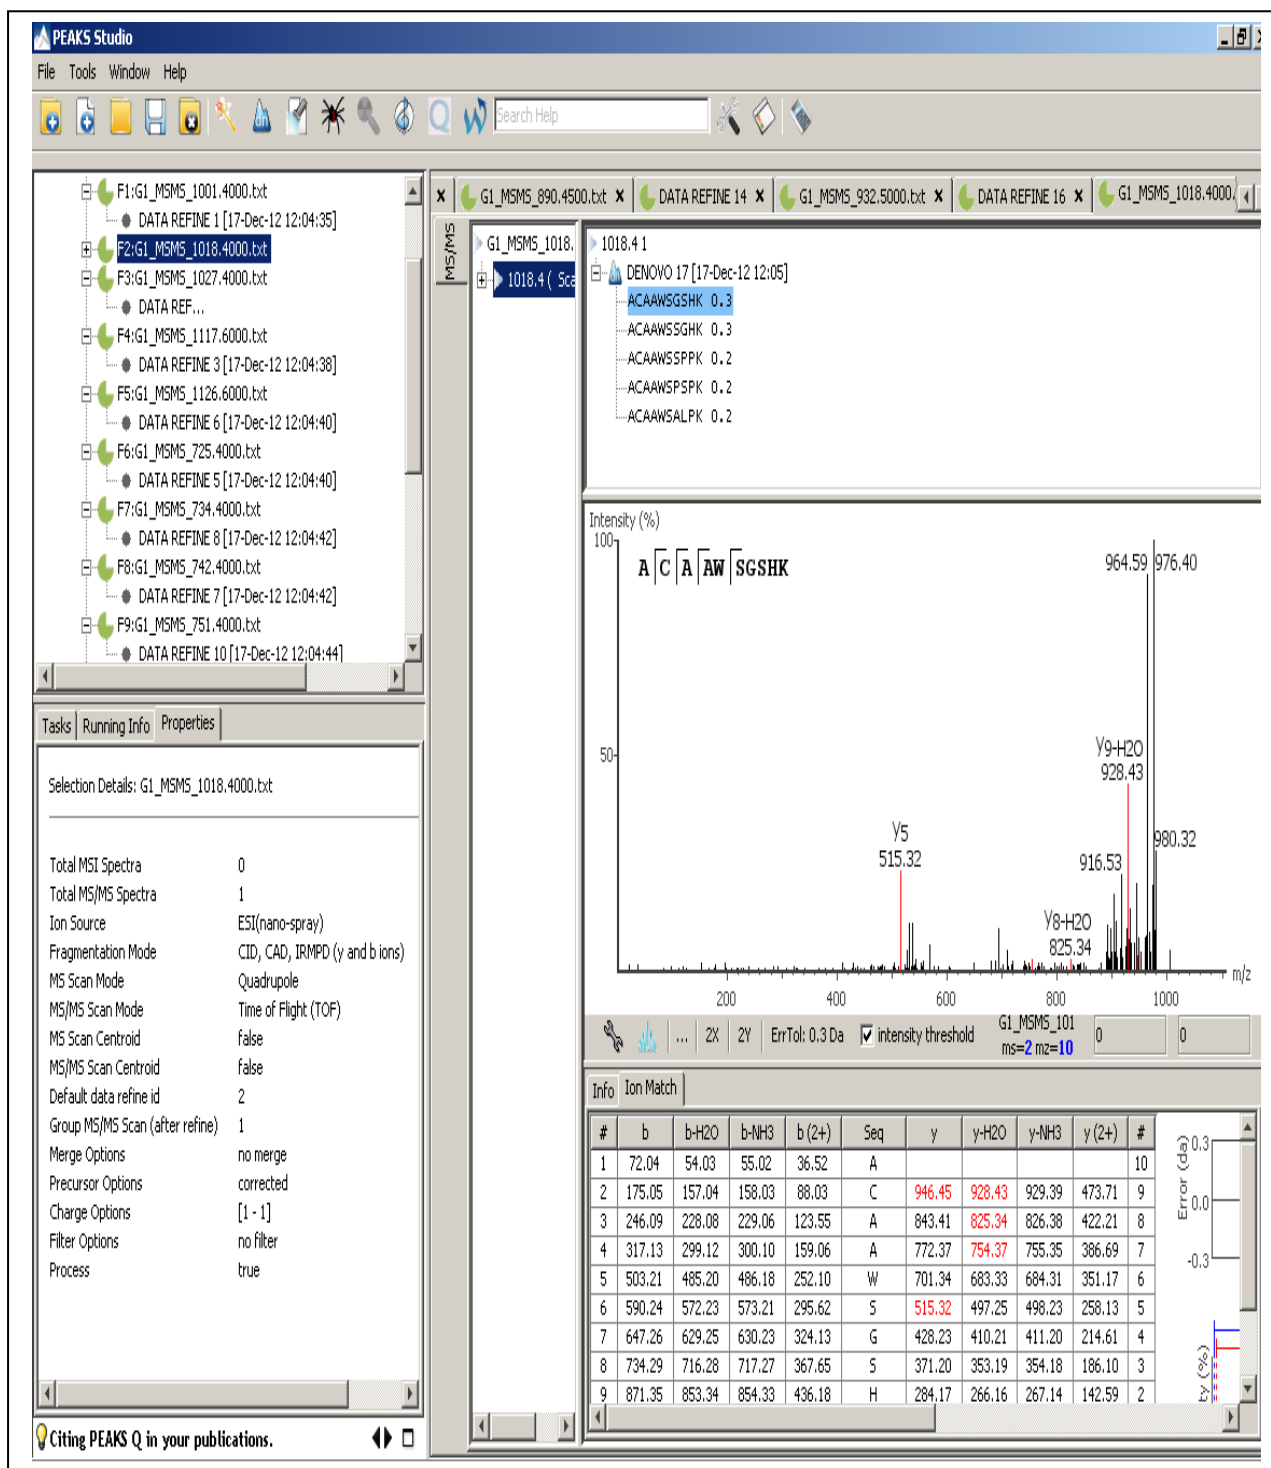 PEAKS Studio
File Tools Window Help
Search Help
F1:G1_MSMS_1001.4000.txt
DATA REFINE 1 [17-Dec-12 12:04:35]
F2:G1_MSMS_1018.4000.txt
F3:G1_MSMS_1027.4000.txt
DATA REF...
F4:G1_MSMS_1117.6000.txt
DATA REFINE 3 [17-Dec-12 12:04:38]
F5:G1_MSMS_1126.6000.txt
DATA REFINE 6 [17-Dec-12 12:04:40]
F6:G1_MSMS_725.4000.txt
DATA REFINE 5 [17-Dec-12 12:04:40]
F7:G1_MSMS_734.4000.txt
DATA REFINE 8 [17-Dec-12 12:04:42]
F8:G1_MSMS_742.4000.txt
DATA REFINE 7 [17-Dec-12 12:04:42]
F9:G1_MSMS_751.4000.txt
DATA REFINE 10 [17-Dec-12 12:04:44]
Tasks Running Info Properties
Selection Details: G1_MSMS_1018.4000.txt
Total MSI Spectra 0
Total MS/MS Spectra 1
Ion Source ESI(nano-spray)
Fragmentation Mode CID, CAD, IRMPD (y and b ions)
MS Scan Mode Quadrupole
MS/MS Scan Mode Time of Flight (TOF)
MS Scan Centroid false
MS/MS Scan Centroid false
Default data refine id 2
Group MS/MS Scan (after refine) 1
Merge Options no merge
Precursor Options corrected
Charge Options [1 - 1]
Filter Options no filter
Process true
Citing PEAKS Q in your publications.
G1_MSMS_890.4500.txt DATA REFINE 14 G1_MSMS_932.5000.txt DATA REFINE 16 G1_MSMS_1018.4000.
MS/MS
G1_MSMS_1018.
1018.4 ( Sca
1018.4 1
DENOVO 17 [17-Dec-12 12:05]
ACAAWSGSHK 0.3
ACAAWSSGHK 0.3
ACAAWSSPPK 0.2
ACAAWSPSPK 0.2
ACAAWSALPK 0.2
Intensity (%)
100
A C A AW SGSHK
964.59 976.40
50
Y9-H2O
928.43
Y5
515.32
980.32
916.53
Y8-H2O
825.34
200 400 600 800 1000 m/z
... 2X 2Y ErrTol: 0.3 Da intensity threshold G1_MSMS_101 0 0
ms=2 mz=10
Info Ion Match
# b b-H2O b-NH3 b (2+) Seq y y-H2O y-NH3 y (2+) #
1 72.04 54.03 55.02 36.52 A 10
2 175.05 157.04 158.03 88.03 C 946.45 928.43 929.39 473.71 9
3 246.09 228.08 229.06 123.55 A 843.41 825.34 826.38 422.21 8
4 317.13 299.12 300.10 159.06 A 772.37 754.37 755.35 386.69 7
5 503.21 485.20 486.18 252.10 W 701.34 683.33 684.31 351.17 6
6 590.24 572.23 573.21 295.62 S 515.32 497.25 498.23 258.13 5
7 647.26 629.25 630.23 324.13 G 428.23 410.21 411.20 214.61 4
8 734.29 716.28 717.27 367.65 S 371.20 353.19 354.18 186.10 3
9 871.35 853.34 854.33 436.18 H 284.17 266.16 267.14 142.59 2
Error (da)
0.3
0.0
-0.3